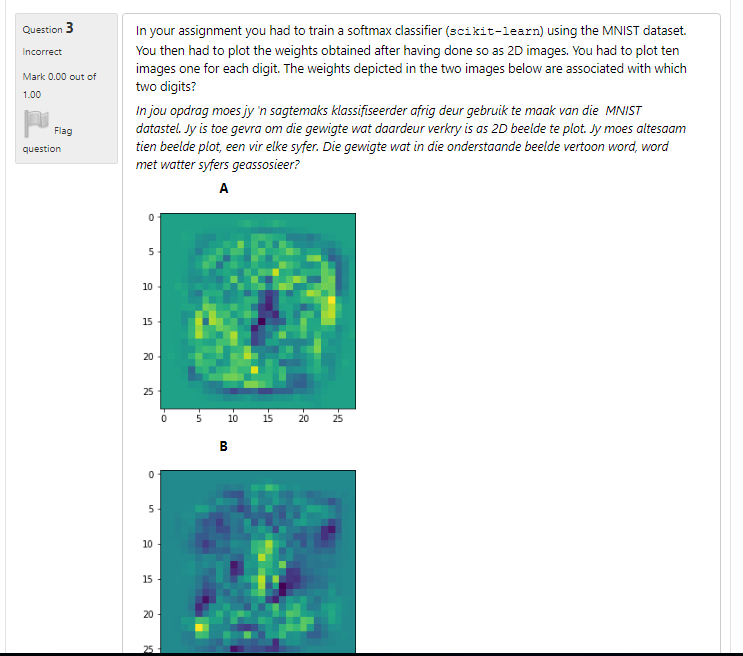 Question 3
Incorrect
Mark 0.00 out of
1.00
Flag
question
In your assignment you had to train a softmax classifier (scikit-learn) using the MNIST dataset.
You then had to plot the weights obtained after having done so as 2D images. You had to plot ten
images one for each digit. The weights depicted in the two images below are associated with which
two digits?
In jou opdrag moes jy 'n sagtemaks klassifiseerder afrig deur gebruik te maak van die MNIST
datastel. Jy is toe gevra om die gewigte wat daardeur verkry is as 2D beelde te plot. Jy moes altesaam
tien beelde plot, een vir elke syfer. Die gewigte wat in die onderstaande beelde vertoon word, word
met watter syfers geassosieer?
A
0
5
10
15
20
25
0 5 10 15 20 25
B
0
5
10
15
20
25